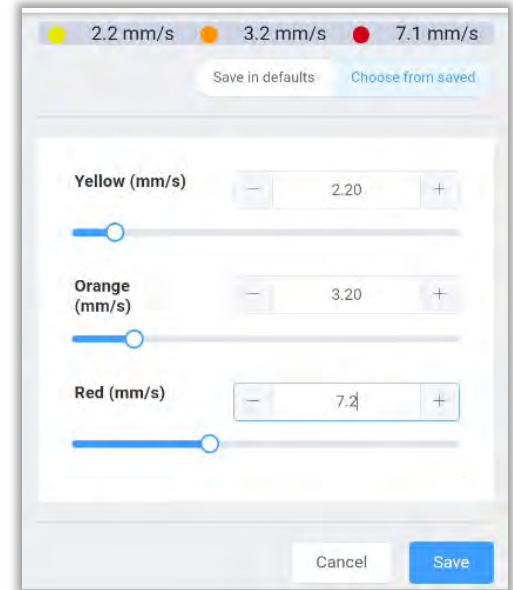 2.2 mm/s 3.2 mm/s 7.1 mm/s
Save in defaults Choose from saved
Yellow (mm/s) − 2.20 +
Orange
(mm/s) − 3.20 +
Red (mm/s) − 7.2 +
Cancel Save